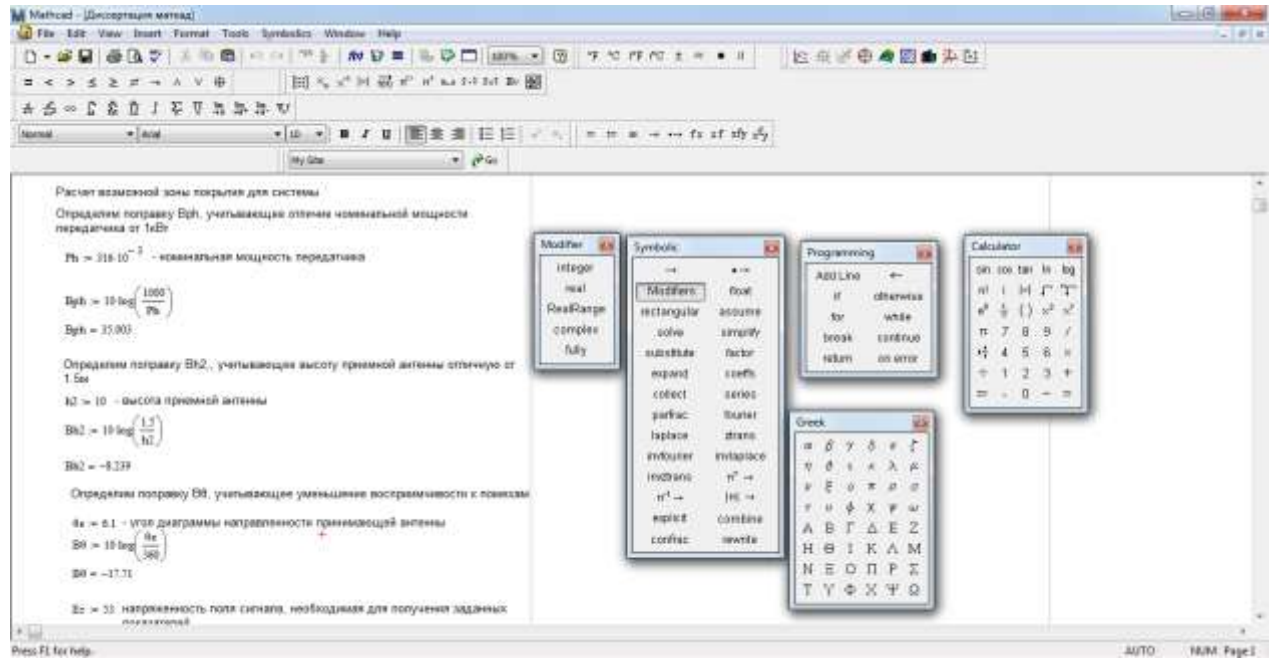 Mathcad - [Диссертация маткад]
File Edit View Insert Format Tools Symbolics Window Help
100%
Normal Arial 10 B I U
My Site Go
Расчет возможной зоны покрытия для системы
Определим поправку Bph, учитывающее отличие номинальной мощности
передатчика от 1кВт
Ph := 316·10^-3 - номинальная мощность передатчика
Bph := 10·log(1000/Ph)
Bph = 35.003
Определим поправку Bh2,, учитывающее высоту приемной антенны отличную от
1.5м
h2 := 10 - высота приемной антенны
Bh2 := 10·log(1.5/h2)
Bh2 = -8.239
Определим поправку Bθ, учитывающее уменьшение восприимчивости к помехам
θe := 6.1 - угол диаграммы направленности принимающей антенны
Bθ := 10·log(θe/360)
Bθ = -17.71
Ec := 53 напряженность поля сигнала, необходимая для получения заданных
Modifier
integer
real
RealRange
complex
fully
Symbolic
→ ▪ →
Modifiers float
rectangular assume
solve simplify
substitute factor
expand coeffs
collect series
parfrac fourier
laplace ztrans
invfourier invlaplace
invztrans
explicit combine
confrac rewrite
Programming
Add Line ←
if otherwise
for while
break continue
return on error
Calculator
sin cos tan ln log
π 7 8 9 /
4 5 6 ×
÷ 1 2 3 +
:= . 0 − =
Greek
α β γ δ ε ζ
η θ ι κ λ μ
ν ξ ο π ρ σ
τ υ φ χ ψ ω
Α Β Γ Δ Ε Ζ
Η Θ Ι Κ Λ Μ
Ν Ξ Ο Π Ρ Σ
Τ Υ Φ Χ Ψ Ω
Press F1 for help.
AUTO NUM Page 1